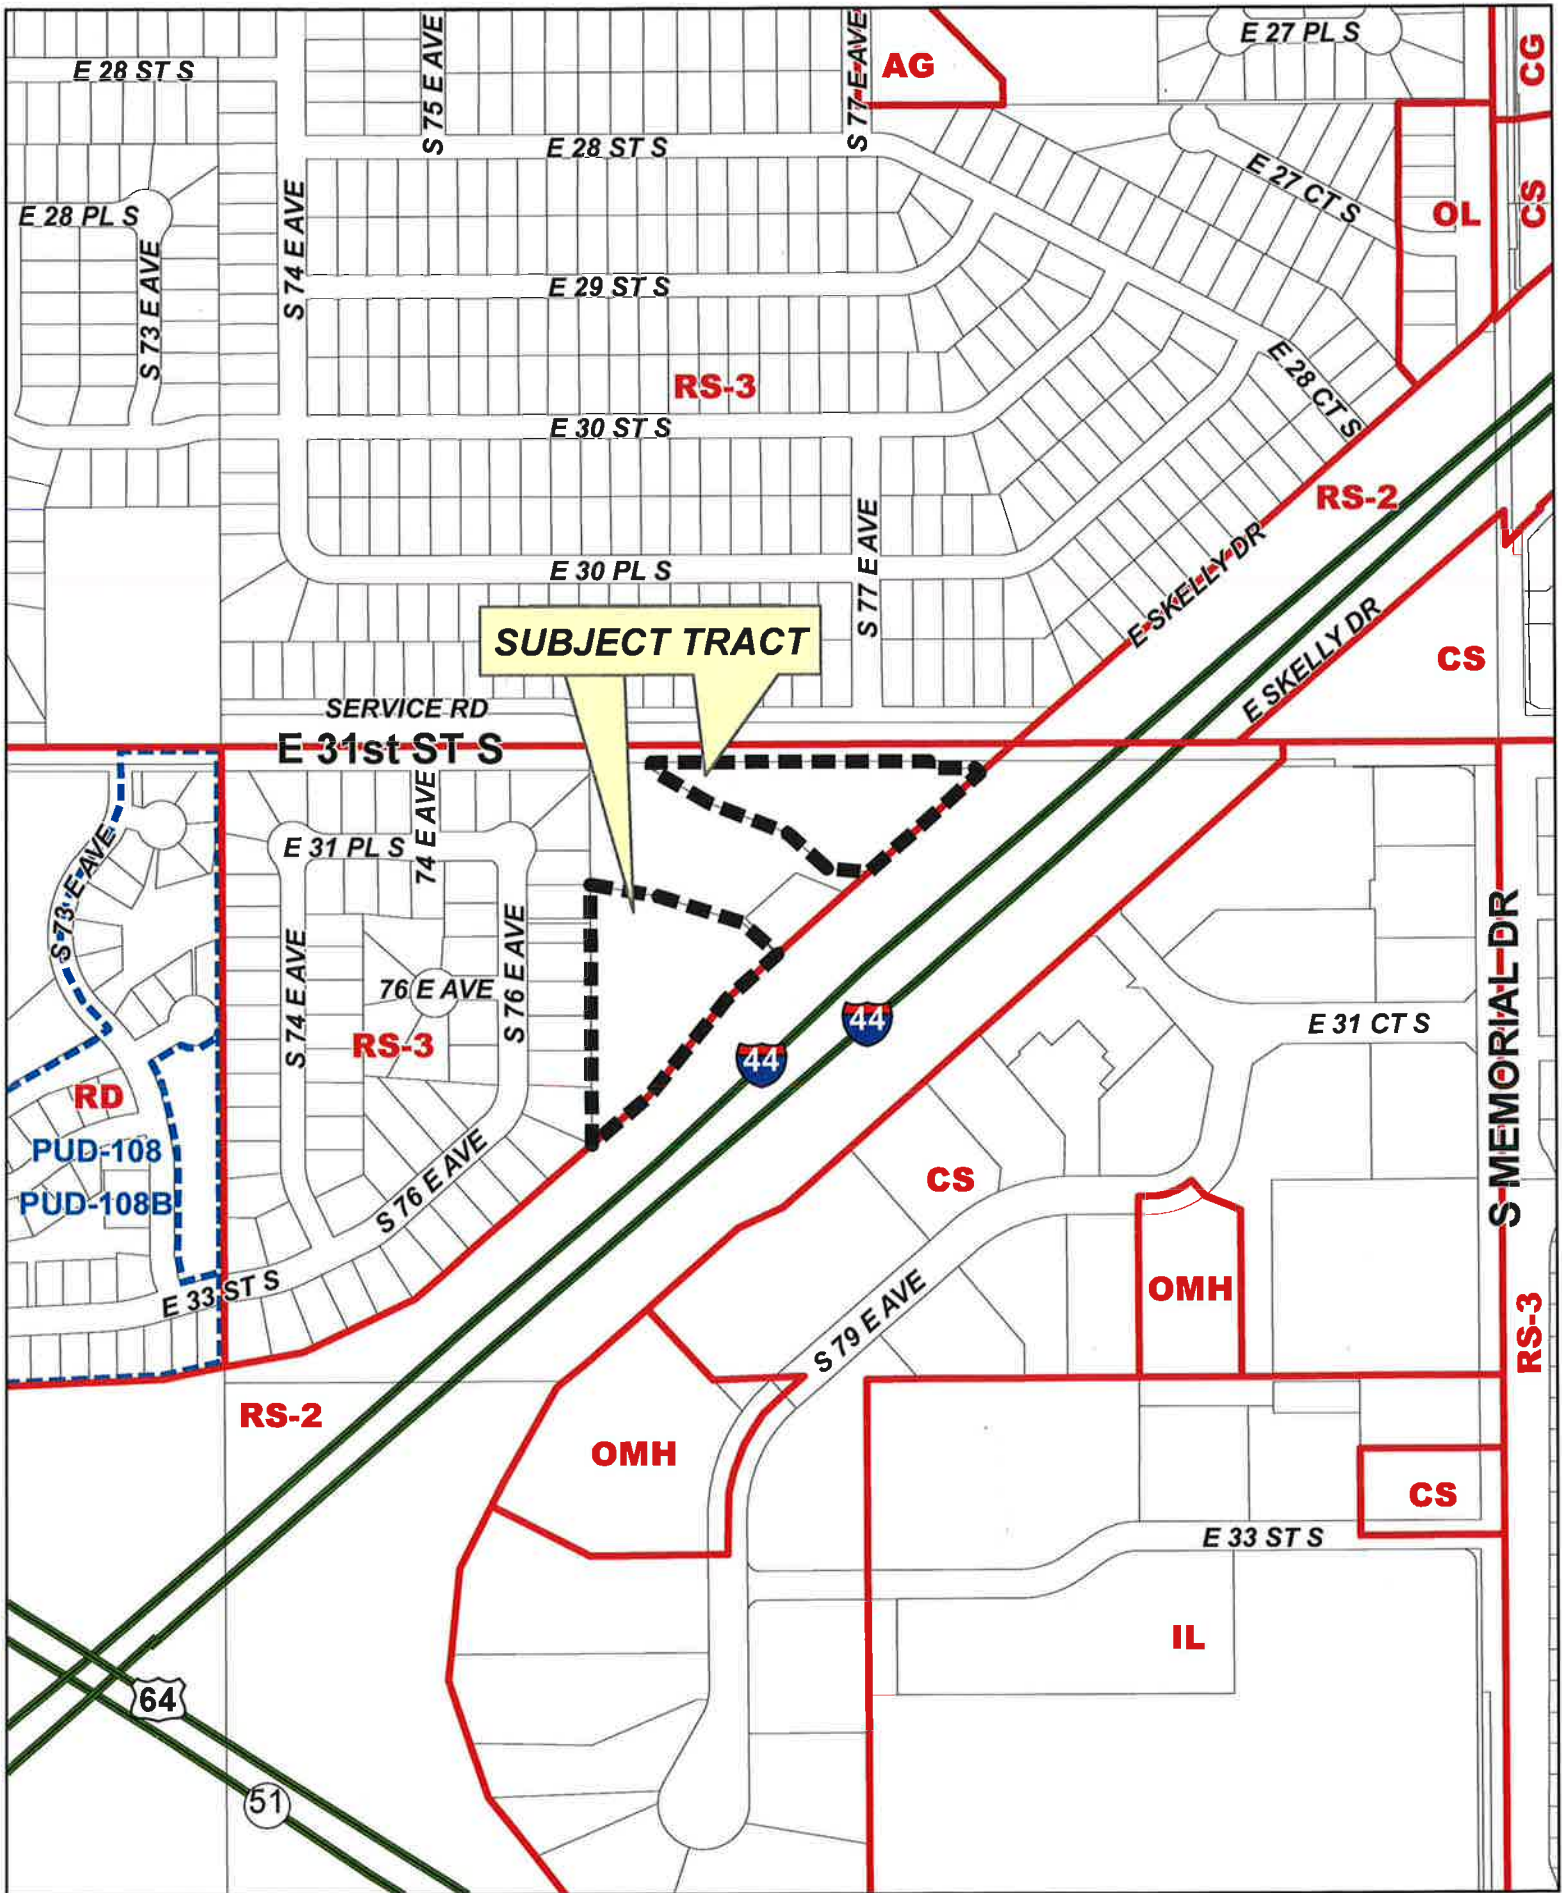 E 27 PL S
CG
AG
S 75 E AVE
S 77 E AVE
E 28 ST S
E 28 ST S
E 27 CT S
CS
OL
E 28 PL S
S 74 E AVE
S 73 E AVE
E 29 ST S
RS-3
E 28 CT S
E 30 ST S
RS-2
S 77 E AVE
E 30 PL S
E SKELLY DR
SUBJECT TRACT
E SKELLY DR
CS
SERVICE RD
E 31st ST S
74 E AVE
E 31 PL S
S 73 E AVE
S 74 E AVE
76 E AVE
S 76 E AVE
RS-3
44
44
E 31 CT S
S MEMORIAL DR
RD
PUD-108
PUD-108B
S 76 E AVE
CS
OMH
E 33 ST S
S 79 E AVE
RS-3
RS-2
OMH
CS
E 33 ST S
IL
64
51